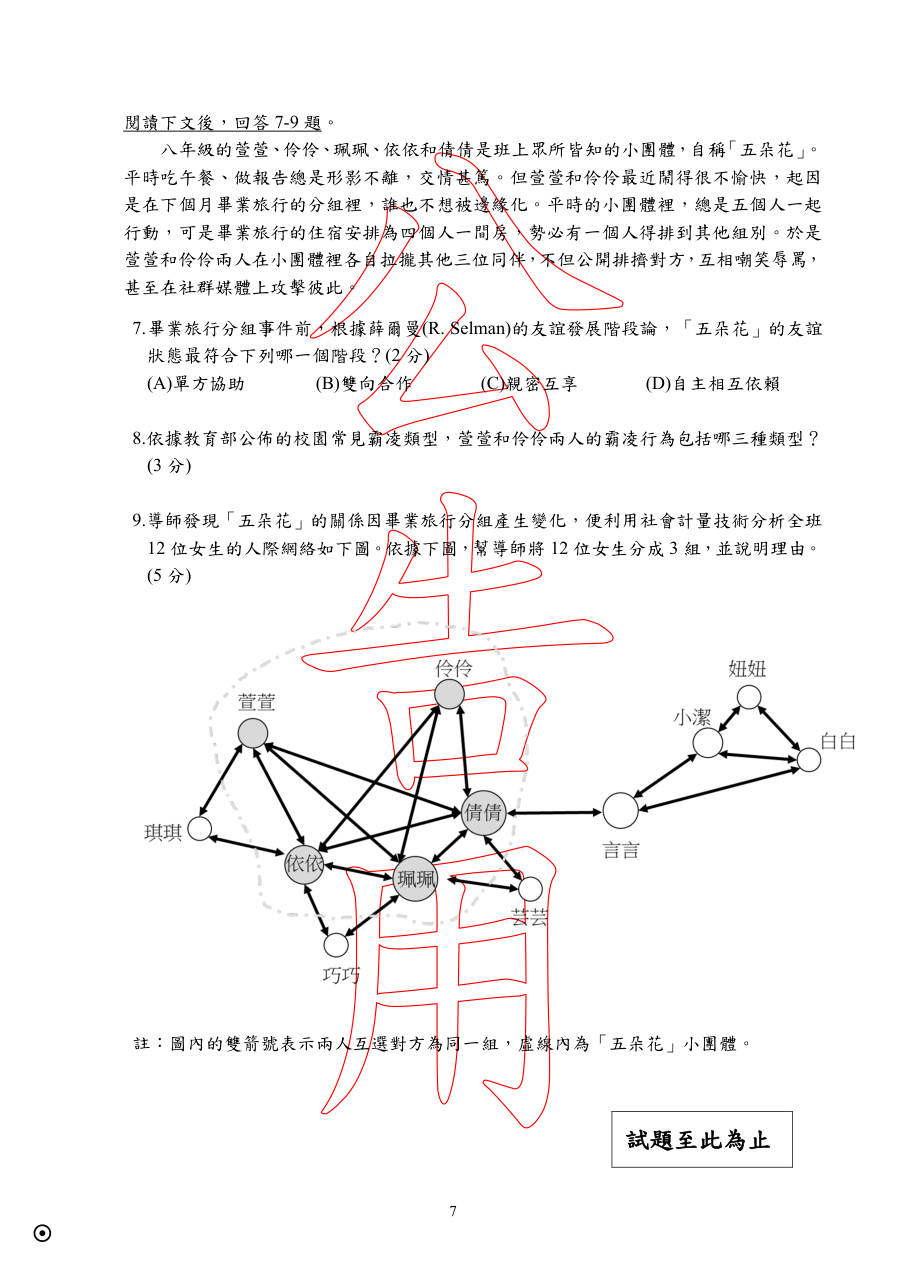 閱讀下文後，回答 7-9 題。
八年級的萱萱、伶伶、珮珮、依依和倩倩是班上眾所皆知的小團體，自稱「五朵花」。
平時吃午餐、做報告總是形影不離，交情甚篤。但萱萱和伶伶最近鬧得很不愉快，起因
是在下個月畢業旅行的分組裡，誰也不想被邊緣化。平時的小團體裡，總是五個人一起
行動，可是畢業旅行的住宿安排為四個人一間房，勢必有一個人得排到其他組別。於是
萱萱和伶伶兩人在小團體裡各自拉攏其他三位同伴，不但公開排擠對方，互相嘲笑辱罵，
甚至在社群媒體上攻擊彼此。
7.畢業旅行分組事件前，根據薛爾曼(R. Selman)的友誼發展階段論，「五朵花」的友誼
狀態最符合下列哪一個階段？(2 分)
(A)單方協助 (B)雙向合作 (C)親密互享 (D)自主相互依賴
8.依據教育部公佈的校園常見霸凌類型，萱萱和伶伶兩人的霸凌行為包括哪三種類型？
(3 分)
9.導師發現「五朵花」的關係因畢業旅行分組產生變化，便利用社會計量技術分析全班
12 位女生的人際網絡如下圖。依據下圖，幫導師將 12 位女生分成 3 組，並說明理由。
(5 分)
伶伶
妞妞
萱萱
小潔
白白
倩倩
琪琪
言言
依依
珮珮
芸芸
巧巧
註：圖內的雙箭號表示兩人互選對方為同一組，虛線內為「五朵花」小團體。
試題至此為止
7
公告用